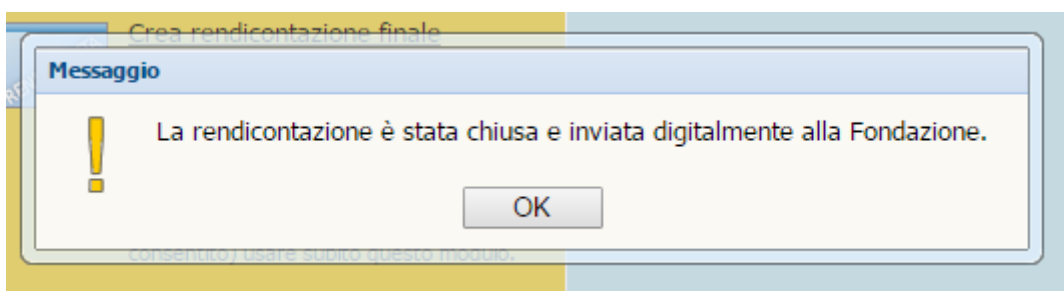 Crea rendicontazione finale
Messaggio
La rendicontazione è stata chiusa e inviata digitalmente alla Fondazione.
OK
consentito) usare subito questo modulo.